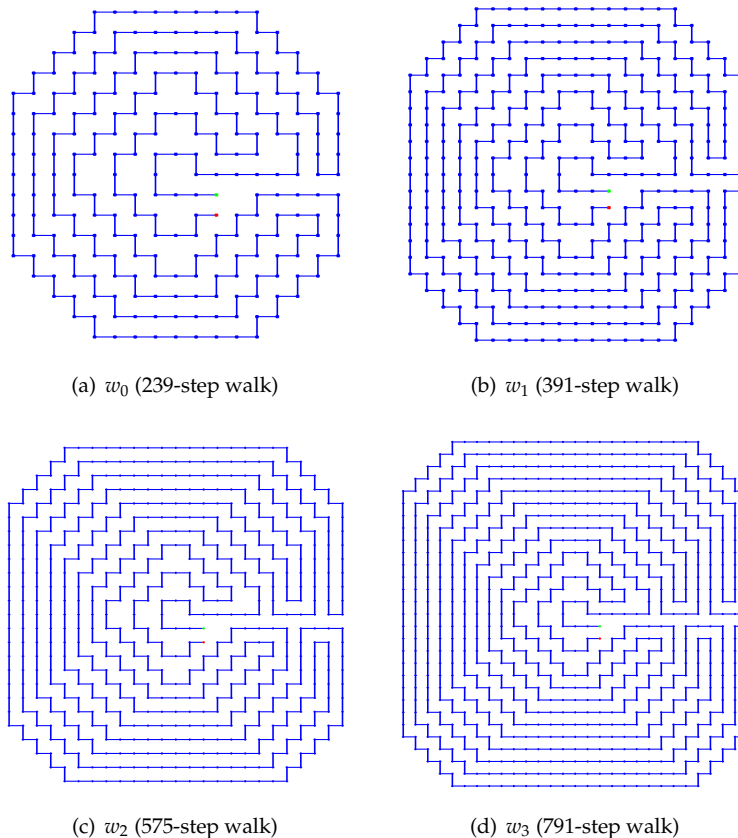 (a) w₀ (239-step walk)
(b) w₁ (391-step walk)
(c) w₂ (575-step walk)
(d) w₃ (791-step walk)